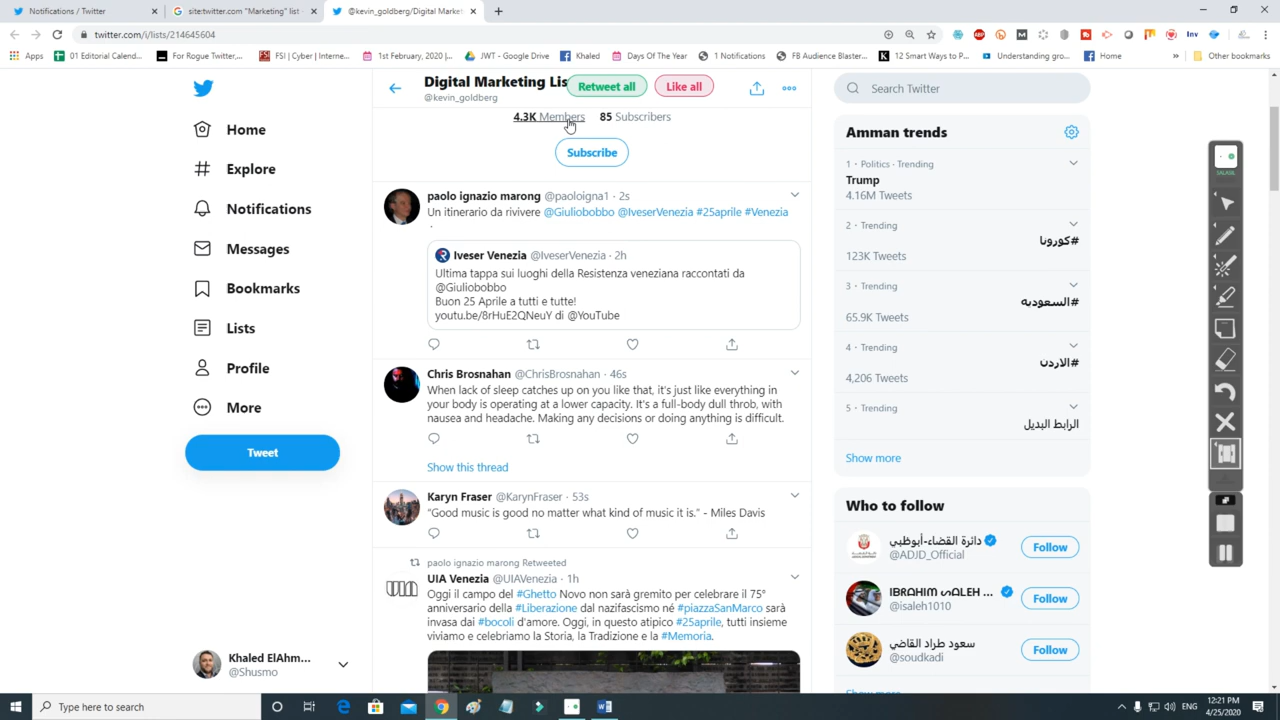 Notifications / Twitter
site:twitter.com "Marketing" list -
@kevin_goldberg/Digital Marke
twitter.com/i/lists/214645604
Apps
01 Editorial Calend...
For Rogue Twitter,...
FSI | Cyber | Interne...
1 February, 2020 |...
JWT - Google Drive
Khaled
Days Of The Year
1 Notifications
FB Audience Blaster...
12 Smart Ways to P...
Understanding gro...
Home
»
Other bookmarks
Home
Explore
Notifications
Messages
Bookmarks
Lists
Profile
More
Tweet
Khaled ElAhm...
@Shusmo
Digital Marketing Lis
@kevin_goldberg
Retweet all
Like all
4.3K Members 85 Subscribers
Subscribe
paolo ignazio marong @paoloigna1 · 2s
Un itinerario da rivivere @Giuliobobbo @IveserVenezia #25aprile #Venezia
.
Iveser Venezia @IveserVenezia · 2h
Ultima tappa sui luoghi della Resistenza veneziana raccontati da
@Giuliobobbo
Buon 25 Aprile a tutti e tutte!
youtu.be/8rHuE2QNeuY di @YouTube
Chris Brosnahan @ChrisBrosnahan · 46s
When lack of sleep catches up on you like that, it's just like everything in
your body is operating at a lower capacity. It's a full-body dull throb, with
nausea and headache. Making any decisions or doing anything is difficult.
Show this thread
Karyn Fraser @KarynFraser · 53s
“Good music is good no matter what kind of music it is.” - Miles Davis
paolo ignazio marong Retweeted
UIA Venezia @UIAVenezia · 1h
Oggi il campo del #Ghetto Novo non sarà gremito per celebrare il 75°
anniversario della #Liberazione dal nazifascismo né #piazzaSanMarco sarà
invasa dai #bocoli d'amore. Oggi, in questo atipico #25aprile, tutti insieme
viviamo e celebriamo la Storia, la Tradizione e la #Memoria.
Search Twitter
Amman trends
1 · Politics · Trending
Trump
4.16M Tweets
2 · Trending
#كورونا
123K Tweets
3 · Trending
#السعوديه
65.9K Tweets
4 · Trending
#الاردن
4,206 Tweets
5 · Trending
الرابط البديل
Show more
Who to follow
دائرة القضاء-أبوظبي
@ADJD_Official
Follow
IBRAHIM SALEH ...
@isaleh1010
Follow
سعود طراد القاضي
@soudkadi
Follow
Show more
Type here to search
ENG
12:21 PM
4/25/2020